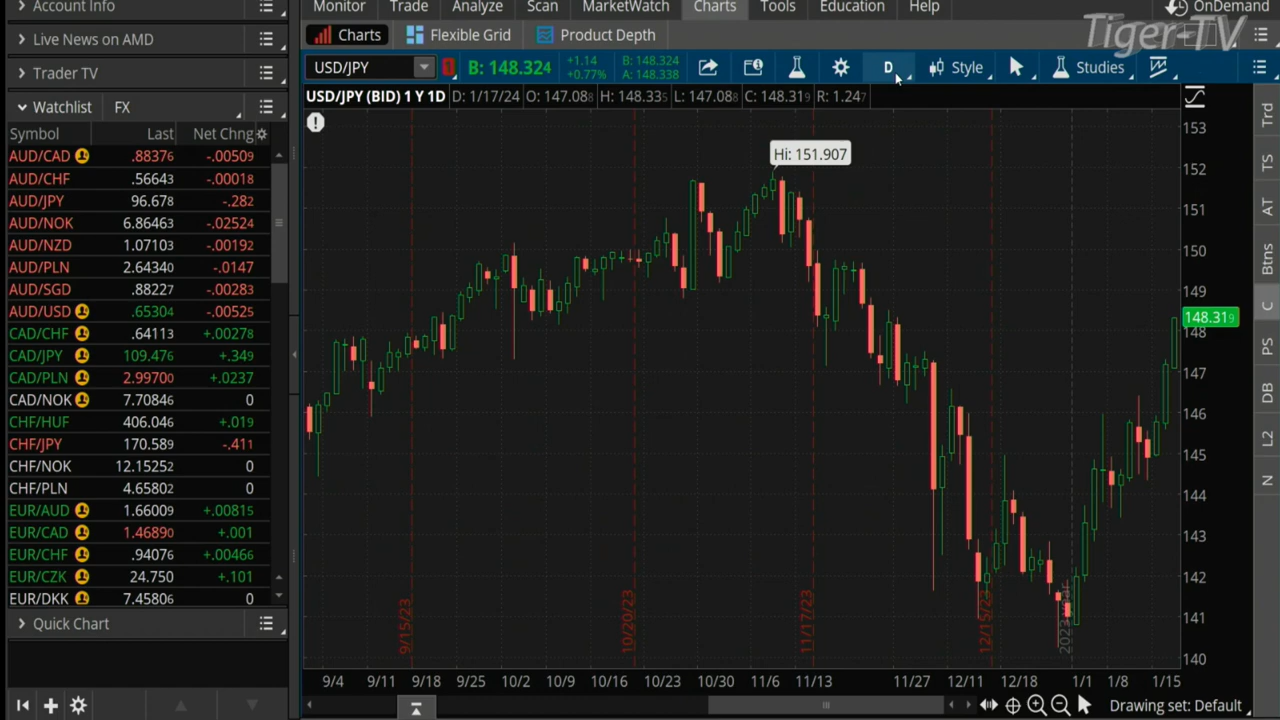 Account Info
Monitor Trade Analyze Scan MarketWatch Charts Tools Education Help OnDemand
Tiger-TV
Live News on AMD
Charts Flexible Grid Product Depth
Trader TV
USD/JPY B: 148.324 +1.14 +0.77% B: 148.324 A: 148.338 D Style Studies
Watchlist FX
USD/JPY (BID) 1 Y 1D D: 1/17/24 O: 147.088 H: 148.335 L: 147.088 C: 148.319 R: 1.247
Symbol Last Net Chng
AUD/CAD .88376 -.00509
AUD/CHF .56643 -.00018
AUD/JPY 96.678 -.282
AUD/NOK 6.86463 -.02524
AUD/NZD 1.07103 -.00192
AUD/PLN 2.64340 -.0147
AUD/SGD .88227 -.00283
AUD/USD .65304 -.00525
CAD/CHF .64113 +.00278
CAD/JPY 109.476 +.349
CAD/PLN 2.99700 +.0237
CAD/NOK 7.70846 0
CHF/HUF 406.046 +.019
CHF/JPY 170.589 -.411
CHF/NOK 12.15252 0
CHF/PLN 4.65802 0
EUR/AUD 1.66009 +.00815
EUR/CAD 1.46890 +.001
EUR/CHF .94076 +.00466
EUR/CZK 24.750 +.101
EUR/DKK 7.45806 0
Quick Chart
Hi: 151.907
153
152
151
150
149
148.319
148
147
146
145
144
143
142
141
140
9/15/23
10/20/23
11/17/23
12/15/23
2023 year
9/4 9/11 9/18 9/25 10/2 10/9 10/16 10/23 10/30 11/6 11/13 11/27 12/11 12/18 1/1 1/8 1/15
Drawing set: Default
Trd
TS
AT
Btns
C
PS
DB
L2
N